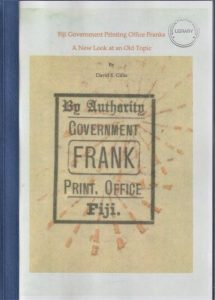 Fiji Government Printing Office Franks
A New Look at an Old Topic
By
David E. Gillis
LIBRARY
By Authority
GOVERNMENT
FRANK
PRINT. OFFICE
Fiji.